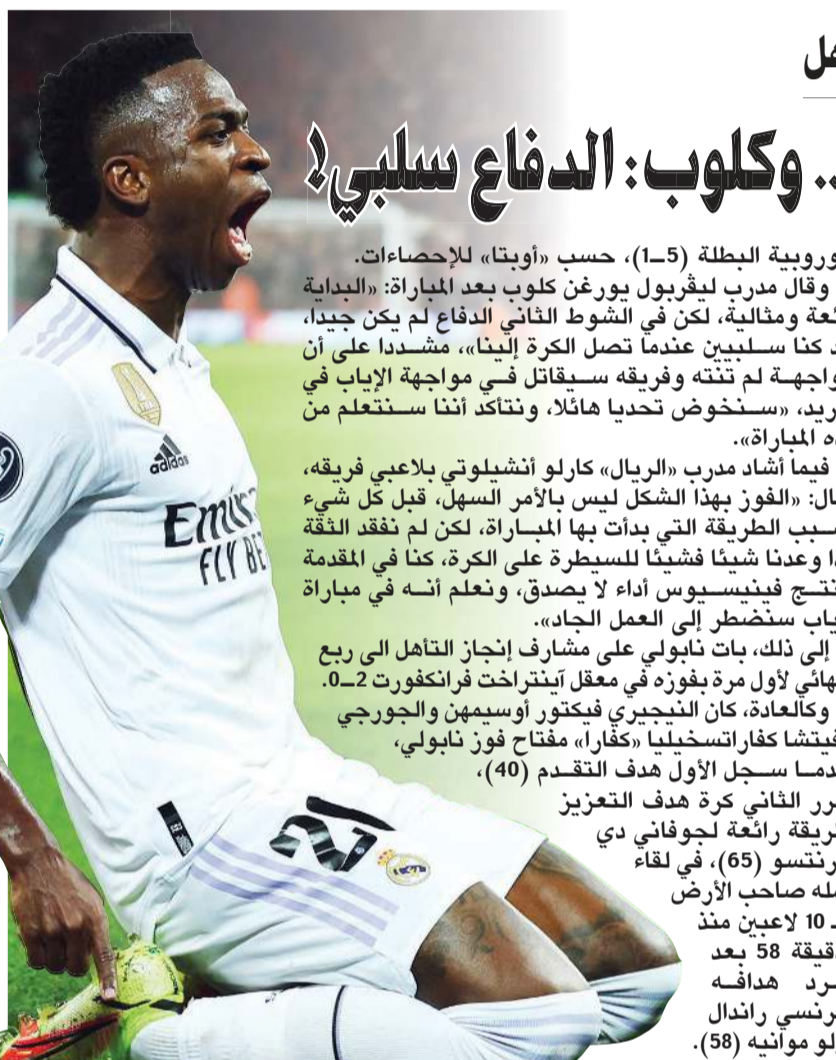 .. وكلوب: الدفاع سلبي!
وروبية البطلة (5ــ1)، حسب «أوبتا» للإحصاءات.
وقال مدرب ليڤربول يورغن كلوب بعد المباراة: «البداية
ئعة ومثالية، لكن في الشوط الثاني الدفاع لم يكن جيدا،
د كنا سلبيين عندما تصل الكرة إلينا»، مشددا على أن
واجهة لم تنته وفريقه سيقاتل في مواجهة الإياب في
ريد، «سنخوض تحديا هائلا، ونتأكد أننا سنتعلم من
ه المباراة».
فيما أشاد مدرب «الريال» كارلو أنشيلوتي بلاعبي فريقه،
ال: «الفوز بهذا الشكل ليس بالأمر السهل، قبل كل شيء
سبب الطريقة التي بدأت بها المباراة، لكن لم نفقد الثقة
ا وعدنا شيئا فشيئا للسيطرة على الكرة، كنا في المقدمة
نتج فينيسيوس أداء لا يصدق، ونعلم أنه في مباراة
ياب سنضطر إلى العمل الجاد».
إلى ذلك، بات نابولي على مشارف إنجاز التأهل الى ربع
هائي لأول مرة بفوزه في معقل آينتراخت فرانكفورت 2ــ0.
وكالعادة، كان النيجيري فيكتور أوسيمهن والجورجي
فيتشا كفاراتسخيليا «كفارا» مفتاح فوز نابولي،
دما سجل الأول هدف التقدم (40)،
رر الثاني كرة هدف التعزيز
ريقة رائعة لجوفاني دي
رنتسو (65)، في لقاء
مله صاحب الأرض
ـ 10 لاعبين منذ
دقيقة 58 بعد
رد هدافه
رنسي راندال
لو موانيه (58).
adidas
Emir
FLY BE
21